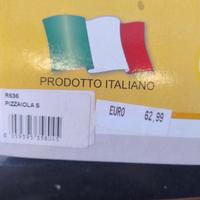 PRODOTTO ITALIANO
R636
PIZZAIOLA S
EURO 62,99